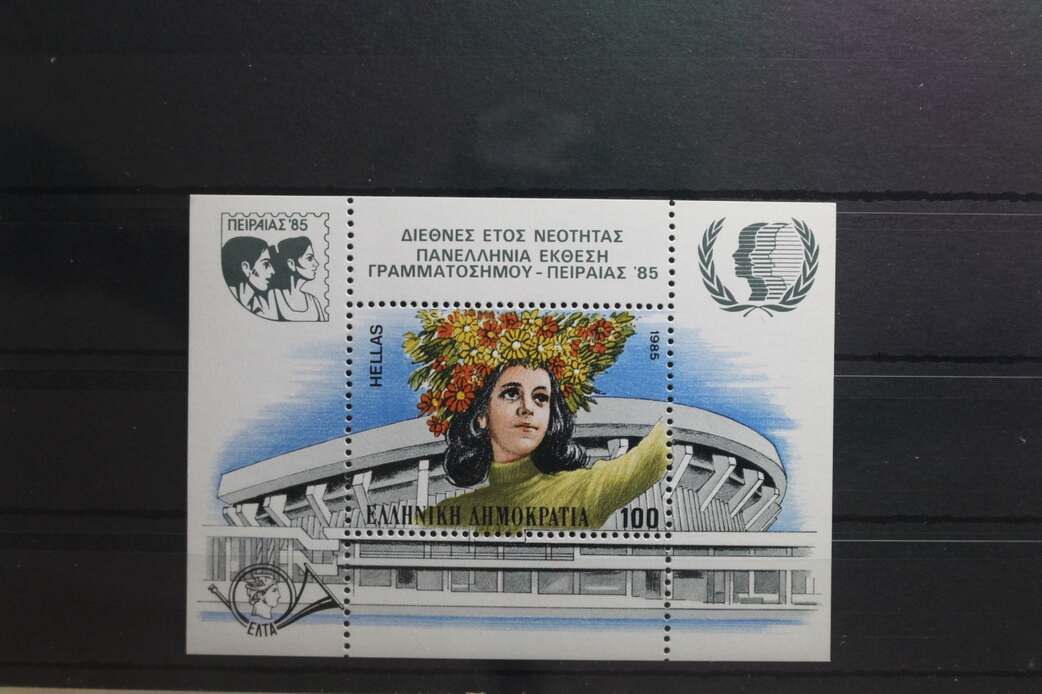 ΠΕΙΡΑΙΑΣ '85
ΔΙΕΘΝΕΣ ΕΤΟΣ ΝΕΟΤΗΤΑΣ
ΠΑΝΕΛΛΗΝΙΑ ΕΚΘΕΣΗ
ΓΡΑΜΜΑΤΟΣΗΜΟΥ - ΠΕΙΡΑΙΑΣ '85
HELLAS
1985
ΕΛΛΗΝΙΚΗ ΔΗΜΟΚΡΑΤΙΑ 100
ΕΛΤΑ